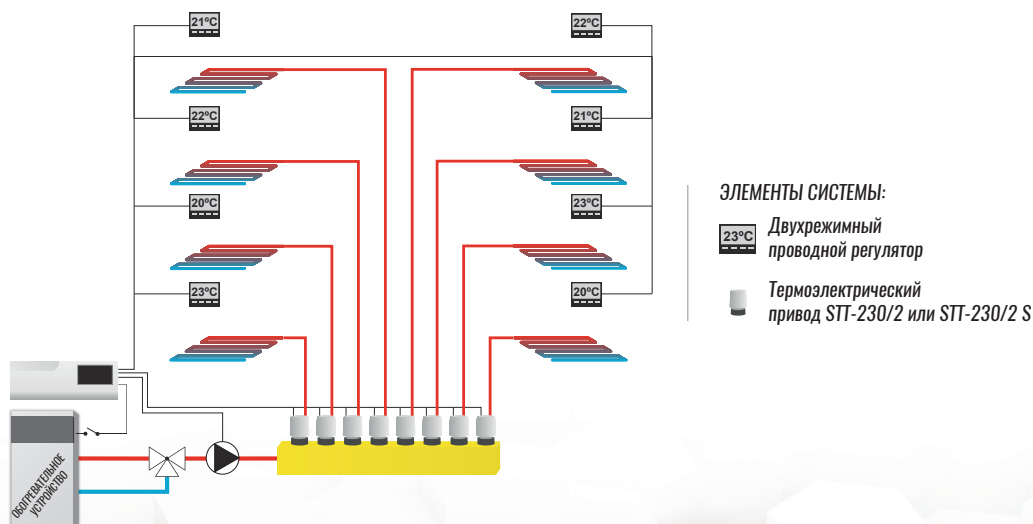 21ºC
22ºC
22ºC
21ºC
20ºC
23ºC
23ºC
20ºC
ЭЛЕМЕНТЫ СИСТЕМЫ:
23ºC
Двухрежимный
проводной регулятор
Термоэлектрический
привод STT-230/2 или STT-230/2 S
ОБОГРЕВАТЕЛЬНОЕ
УСТРОЙСТВО